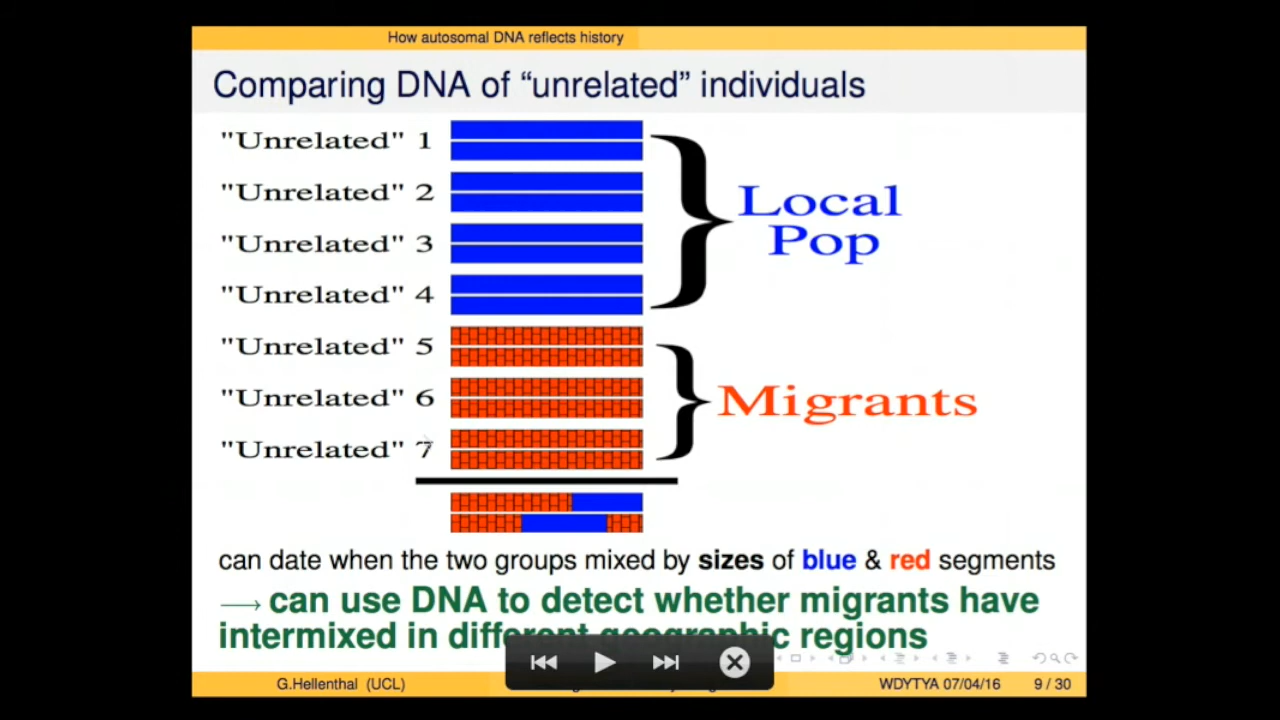 How autosomal DNA reflects history
Comparing DNA of “unrelated” individuals
"Unrelated" 1
"Unrelated" 2
"Unrelated" 3
"Unrelated" 4
Local
Pop
"Unrelated" 5
"Unrelated" 6
"Unrelated" 7
Migrants
can date when the two groups mixed by sizes of blue & red segments
→ can use DNA to detect whether migrants have
intermixed in different geographic regions
G.Hellenthal (UCL)
WDYTYA 07/04/16
9 / 30